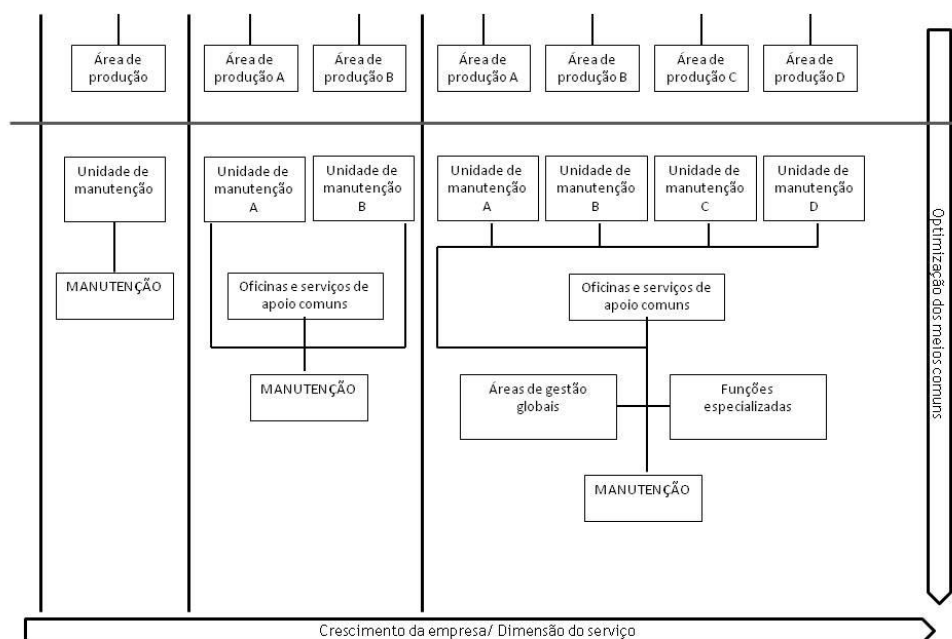 Área de
produção
Área de
produção A
Área de
produção B
Área de
produção A
Área de
produção B
Área de
produção C
Área de
produção D
Unidade de
manutenção
Unidade de
manutenção
A
Unidade de
manutenção
B
Unidade de
manutenção
A
Unidade de
manutenção
B
Unidade de
manutenção
C
Unidade de
manutenção
D
MANUTENÇÃO
Oficinas e serviços de
apoio comuns
MANUTENÇÃO
Oficinas e serviços de
apoio comuns
Áreas de gestão
globais
Funções
especializadas
MANUTENÇÃO
Optimização dos meios comuns
Crescimento da empresa/ Dimensão do serviço